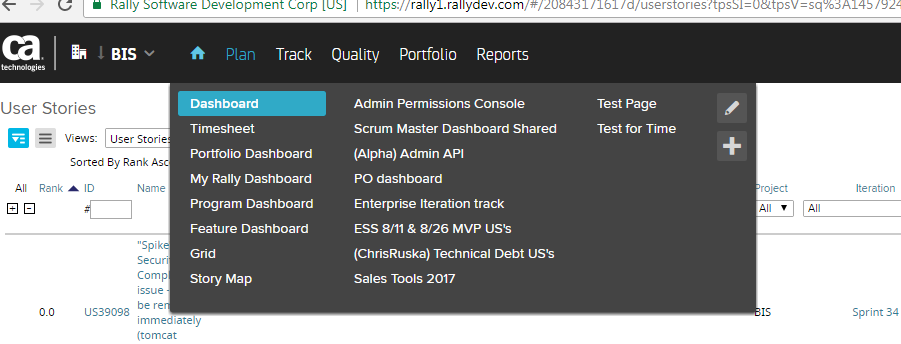 Rally Software Development Corp [US] | https://rally1.rallydev.com/#/20843171617d/userstories?tpsSI=0&tpsV=sq%3A1457924
ca technologies BIS Plan Track Quality Portfolio Reports
User Stories
Views: User Stories
Sorted By Rank Asc
All Rank ID Name Project Iteration
# All All
Dashboard Admin Permissions Console Test Page
Timesheet Scrum Master Dashboard Shared Test for Time
Portfolio Dashboard (Alpha) Admin API
My Rally Dashboard PO dashboard
Program Dashboard Enterprise Iteration track
Feature Dashboard ESS 8/11 & 8/26 MVP US's
Grid (ChrisRuska) Technical Debt US's
Story Map Sales Tools 2017
"Spike
Securi
Compl
issue -
be rem
0.0 US39098 immediately BIS Sprint 34
(tomcat